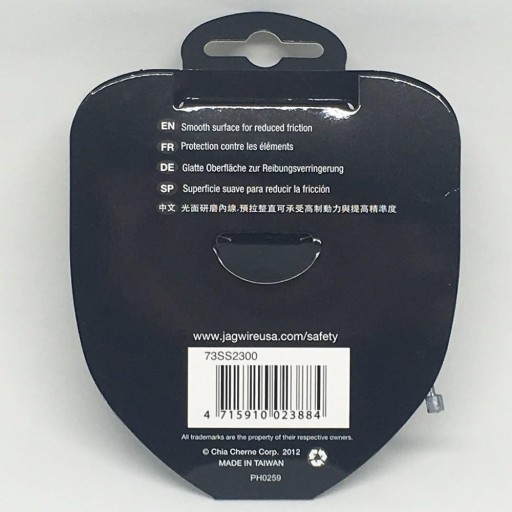 EN Smooth surface for reduced friction
FR Protection contre les éléments
DE Glatte Oberfläche zur Reibungsverringerung
SP Superficie suave para reducir la fricción
中文 光面研磨內線,預拉整直可承受高制動力與提高精準度
www.jagwireusa.com/safety
73SS2300
4 715910 023884
All trademarks are the property of their respective owners.
© Chia Cherne Corp. 2012
MADE IN TAIWAN
PH0259